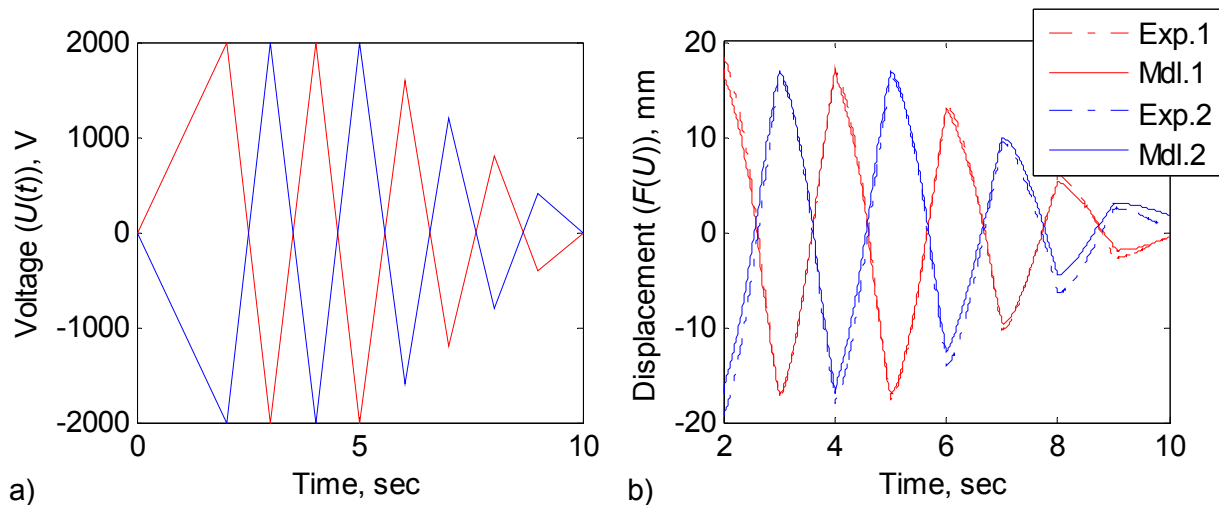 2000
1000
0
-1000
-2000
Voltage (U(t)), V
0 5 10
Time, sec
a)
20
10
0
-10
-20
Displacement (F(U)), mm
2 4 6 8 10
Time, sec
b)
Exp.1
Mdl.1
Exp.2
Mdl.2